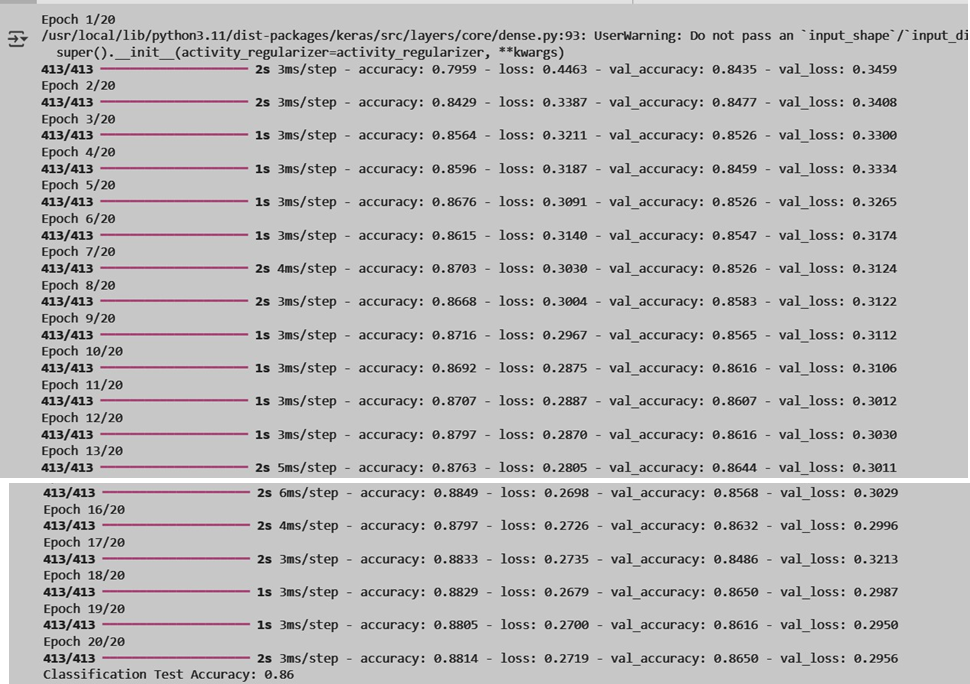 Epoch 1/20
/usr/local/lib/python3.11/dist-packages/keras/src/layers/core/dense.py:93: UserWarning: Do not pass an `input_shape`/`input_di
super().__init__(activity_regularizer=activity_regularizer, **kwargs)
413/413 2s 3ms/step - accuracy: 0.7959 - loss: 0.4463 - val_accuracy: 0.8435 - val_loss: 0.3459
Epoch 2/20
413/413 2s 3ms/step - accuracy: 0.8429 - loss: 0.3387 - val_accuracy: 0.8477 - val_loss: 0.3408
Epoch 3/20
413/413 1s 3ms/step - accuracy: 0.8564 - loss: 0.3211 - val_accuracy: 0.8526 - val_loss: 0.3300
Epoch 4/20
413/413 1s 3ms/step - accuracy: 0.8596 - loss: 0.3187 - val_accuracy: 0.8459 - val_loss: 0.3334
Epoch 5/20
413/413 1s 3ms/step - accuracy: 0.8676 - loss: 0.3091 - val_accuracy: 0.8526 - val_loss: 0.3265
Epoch 6/20
413/413 1s 3ms/step - accuracy: 0.8615 - loss: 0.3140 - val_accuracy: 0.8547 - val_loss: 0.3174
Epoch 7/20
413/413 2s 4ms/step - accuracy: 0.8703 - loss: 0.3030 - val_accuracy: 0.8526 - val_loss: 0.3124
Epoch 8/20
413/413 2s 3ms/step - accuracy: 0.8668 - loss: 0.3004 - val_accuracy: 0.8583 - val_loss: 0.3122
Epoch 9/20
413/413 1s 3ms/step - accuracy: 0.8716 - loss: 0.2967 - val_accuracy: 0.8565 - val_loss: 0.3112
Epoch 10/20
413/413 1s 3ms/step - accuracy: 0.8692 - loss: 0.2875 - val_accuracy: 0.8616 - val_loss: 0.3106
Epoch 11/20
413/413 1s 3ms/step - accuracy: 0.8707 - loss: 0.2887 - val_accuracy: 0.8607 - val_loss: 0.3012
Epoch 12/20
413/413 1s 3ms/step - accuracy: 0.8797 - loss: 0.2870 - val_accuracy: 0.8616 - val_loss: 0.3030
Epoch 13/20
413/413 2s 5ms/step - accuracy: 0.8763 - loss: 0.2805 - val_accuracy: 0.8644 - val_loss: 0.3011
413/413 2s 6ms/step - accuracy: 0.8849 - loss: 0.2698 - val_accuracy: 0.8568 - val_loss: 0.3029
Epoch 16/20
413/413 2s 4ms/step - accuracy: 0.8797 - loss: 0.2726 - val_accuracy: 0.8632 - val_loss: 0.2996
Epoch 17/20
413/413 2s 3ms/step - accuracy: 0.8833 - loss: 0.2735 - val_accuracy: 0.8486 - val_loss: 0.3213
Epoch 18/20
413/413 1s 3ms/step - accuracy: 0.8829 - loss: 0.2679 - val_accuracy: 0.8650 - val_loss: 0.2987
Epoch 19/20
413/413 1s 3ms/step - accuracy: 0.8805 - loss: 0.2700 - val_accuracy: 0.8616 - val_loss: 0.2950
Epoch 20/20
413/413 2s 3ms/step - accuracy: 0.8814 - loss: 0.2719 - val_accuracy: 0.8650 - val_loss: 0.2956
Classification Test Accuracy: 0.86